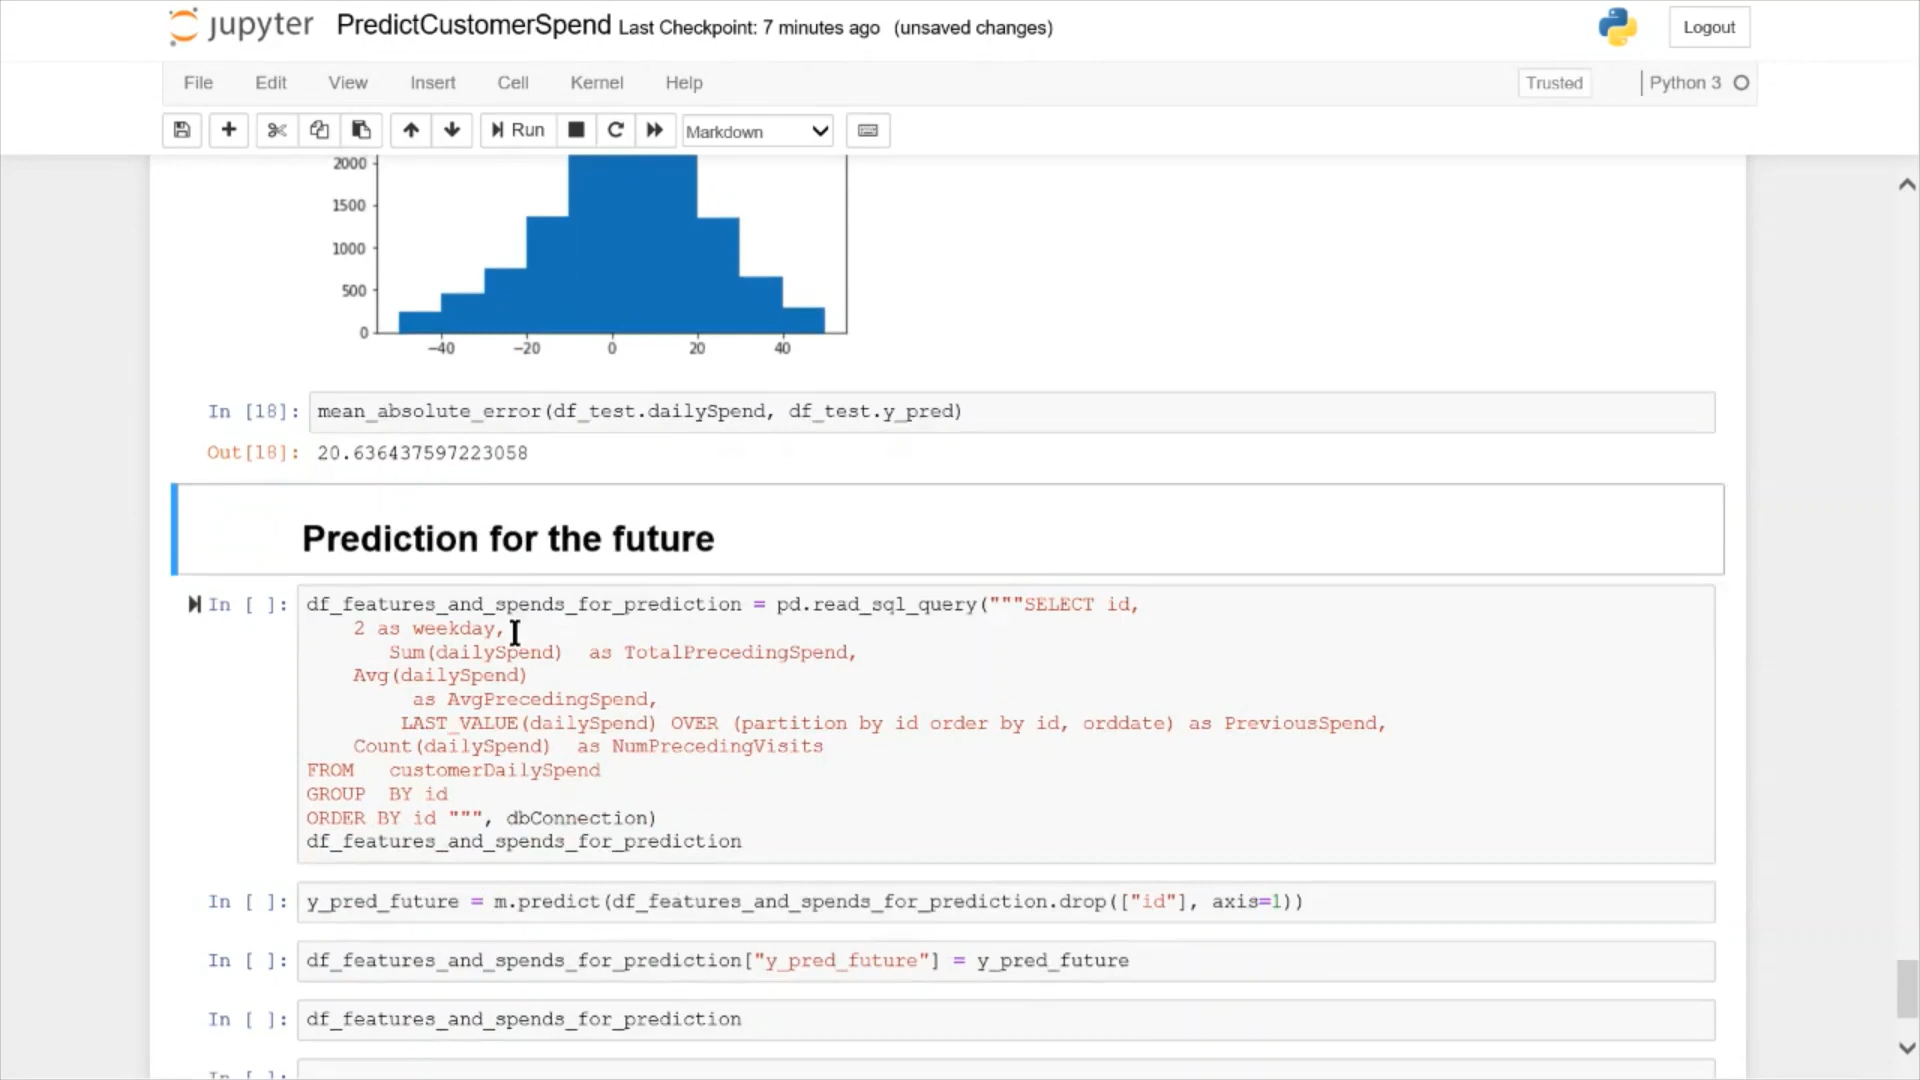 jupyter PredictCustomerSpend Last Checkpoint: 7 minutes ago (unsaved changes)
Logout
File Edit View Insert Cell Kernel Help
Trusted Python 3
Run Markdown
2000
1500
1000
500
0
−40 −20 0 20 40
In [18]: mean_absolute_error(df_test.dailySpend, df_test.y_pred)
Out[18]: 20.636437597223058
Prediction for the future
In [ ]: df_features_and_spends_for_prediction = pd.read_sql_query("""SELECT id,
2 as weekday,
Sum(dailySpend) as TotalPrecedingSpend,
Avg(dailySpend)
as AvgPrecedingSpend,
LAST_VALUE(dailySpend) OVER (partition by id order by id, orddate) as PreviousSpend,
Count(dailySpend) as NumPrecedingVisits
FROM customerDailySpend
GROUP BY id
ORDER BY id """, dbConnection)
df_features_and_spends_for_prediction
In [ ]: y_pred_future = m.predict(df_features_and_spends_for_prediction.drop(["id"], axis=1))
In [ ]: df_features_and_spends_for_prediction["y_pred_future"] = y_pred_future
In [ ]: df_features_and_spends_for_prediction
In [ ]: